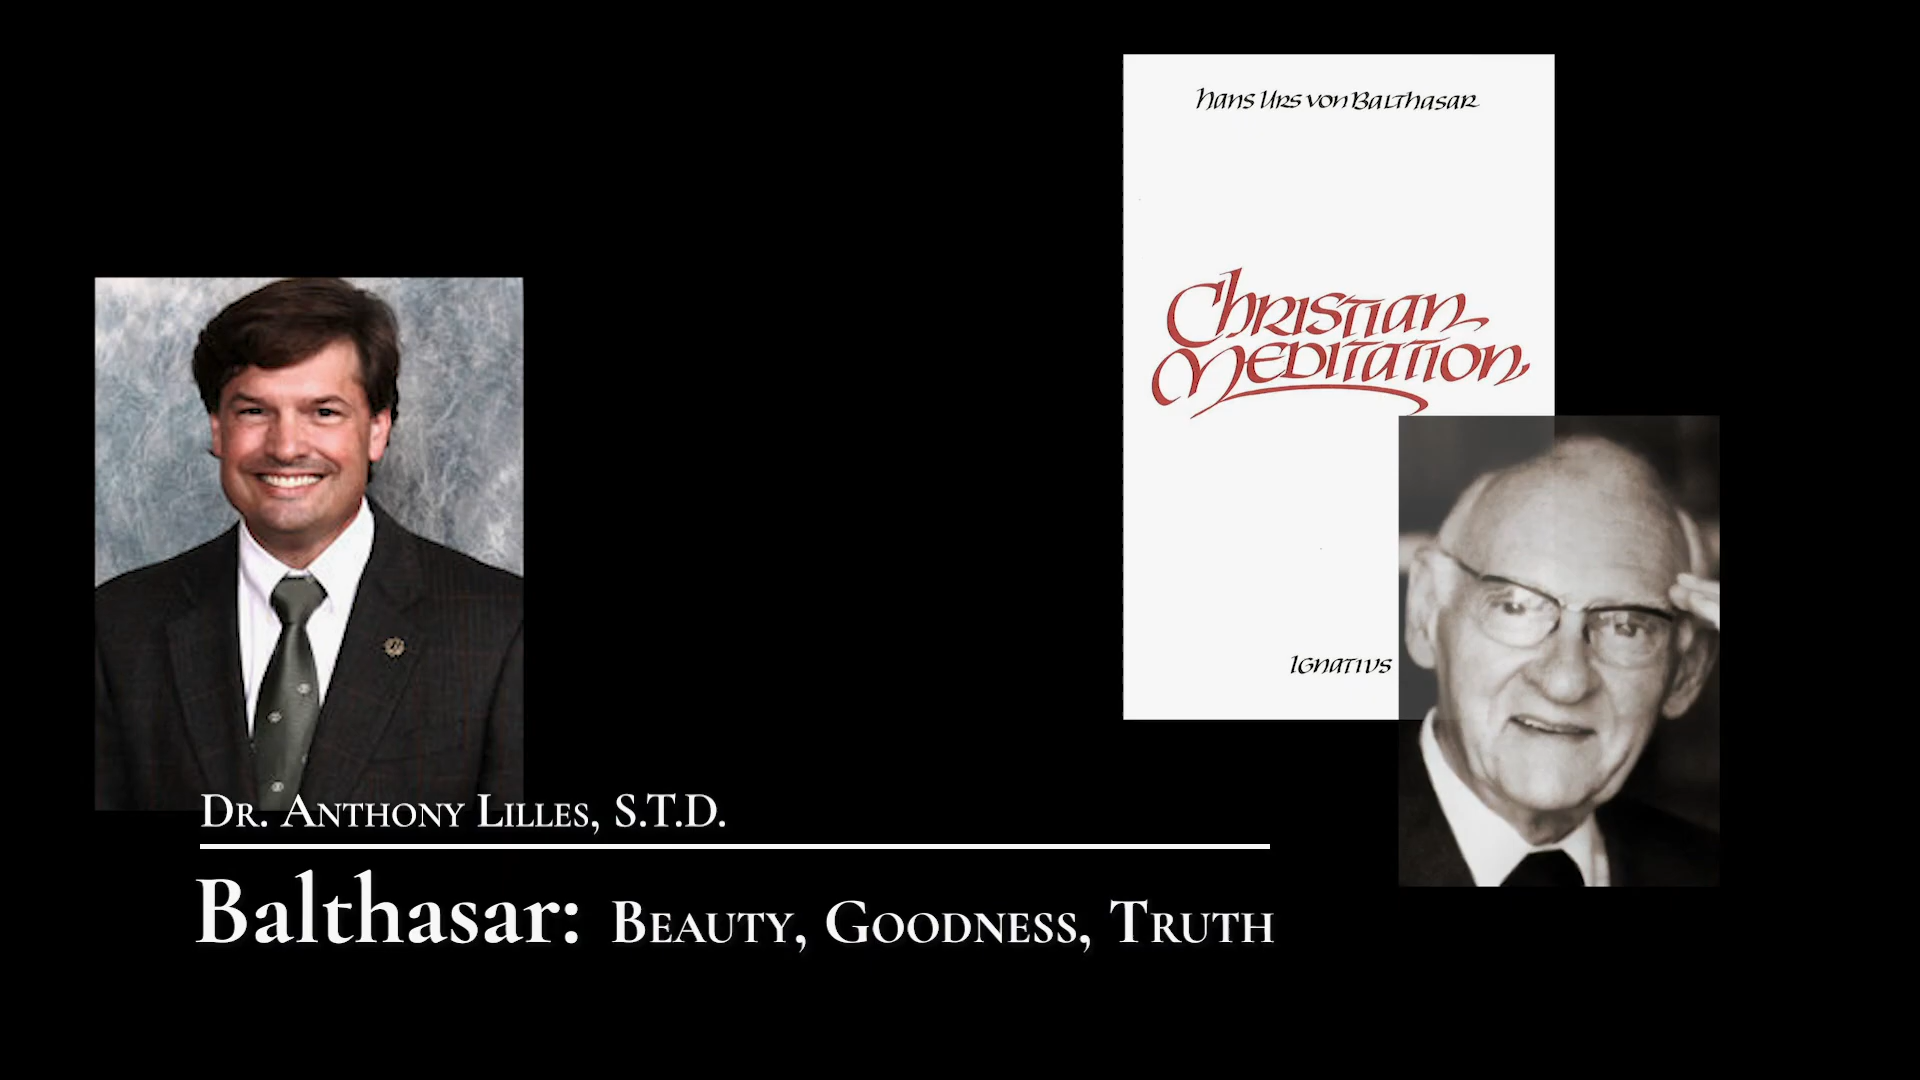 Hans Urs von Balthasar
Christian
Meditation
Ignatius
Dr. Anthony Lilles, S.T.D.
Balthasar: Beauty, Goodness, Truth